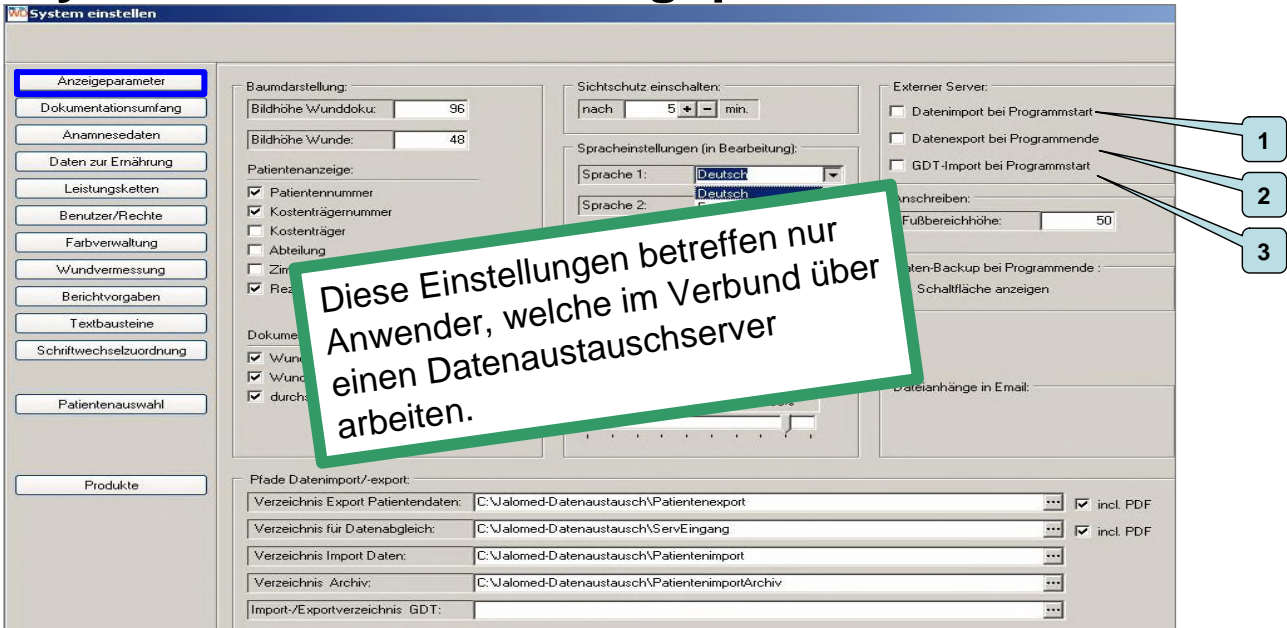 System einstellen
Anzeigeparameter
Dokumentationsumfang
Anamnesedaten
Daten zur Ernährung
Leistungsketten
Benutzer/Rechte
Farbverwaltung
Wundvermessung
Berichtvorgaben
Textbausteine
Schriftwechselzuordnung
Patientenauswahl
Produkte
Baumdarstellung:
Bildhöhe Wunddoku: 96
Bildhöhe Wunde: 48
Patientenanzeige:
Patientennummer
Kostenträgernummer
Kostenträger
Abteilung
Sichtschutz einschalten:
nach 5 + – min.
Spracheinstellungen (in Bearbeitung):
Sprache 1: Deutsch
Deutsch
Sprache 2:
Externer Server:
Datenimport bei Programmstart
Datenexport bei Programmende
GDT-Import bei Programmstart
Anschreiben:
Fußbereichhöhe: 50
Backup bei Programmende :
Schaltfläche anzeigen
Dateianhänge in Email:
1
2
3
Diese Einstellungen betreffen nur
Anwender, welche im Verbund über
einen Datenaustauschserver
arbeiten.
Pfade Datenimport/-export:
Verzeichnis Export Patientendaten: C:\Jalomed-Datenaustausch\Patientenexport ... incl. PDF
Verzeichnis für Datenabgleich: C:\Jalomed-Datenaustausch\ServEingang ... incl. PDF
Verzeichnis Import Daten: C:\Jalomed-Datenaustausch\Patientenimport ...
Verzeichnis Archiv: C:\Jalomed-Datenaustausch\PatientenimportArchiv ...
Import-/Exportverzeichnis GDT: ...